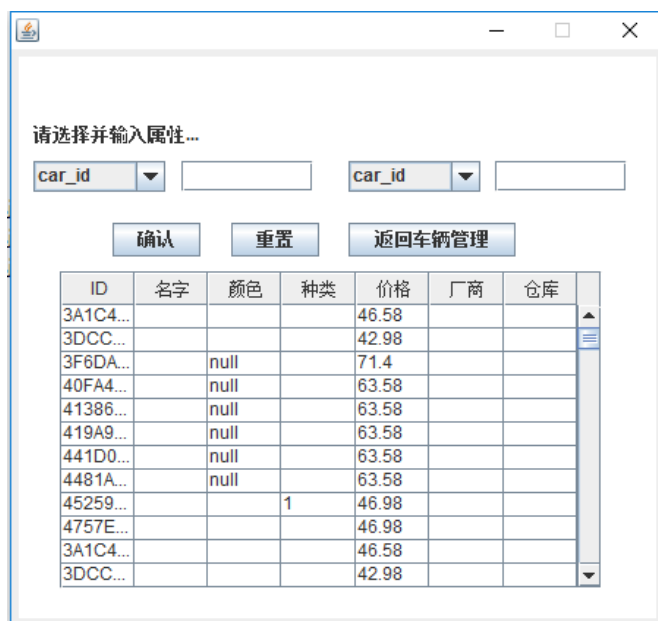 请选择并输入属性...
car_id car_id
确认 重置 返回车辆管理
ID 名字 颜色 种类 价格 厂商 仓库
3A1C4... 46.58
3DCC... 42.98
3F6DA... null 71.4
40FA4... null 63.58
41386... null 63.58
419A9... null 63.58
441D0... null 63.58
4481A... null 63.58
45259... 1 46.98
4757E... 46.98
3A1C4... 46.58
3DCC... 42.98